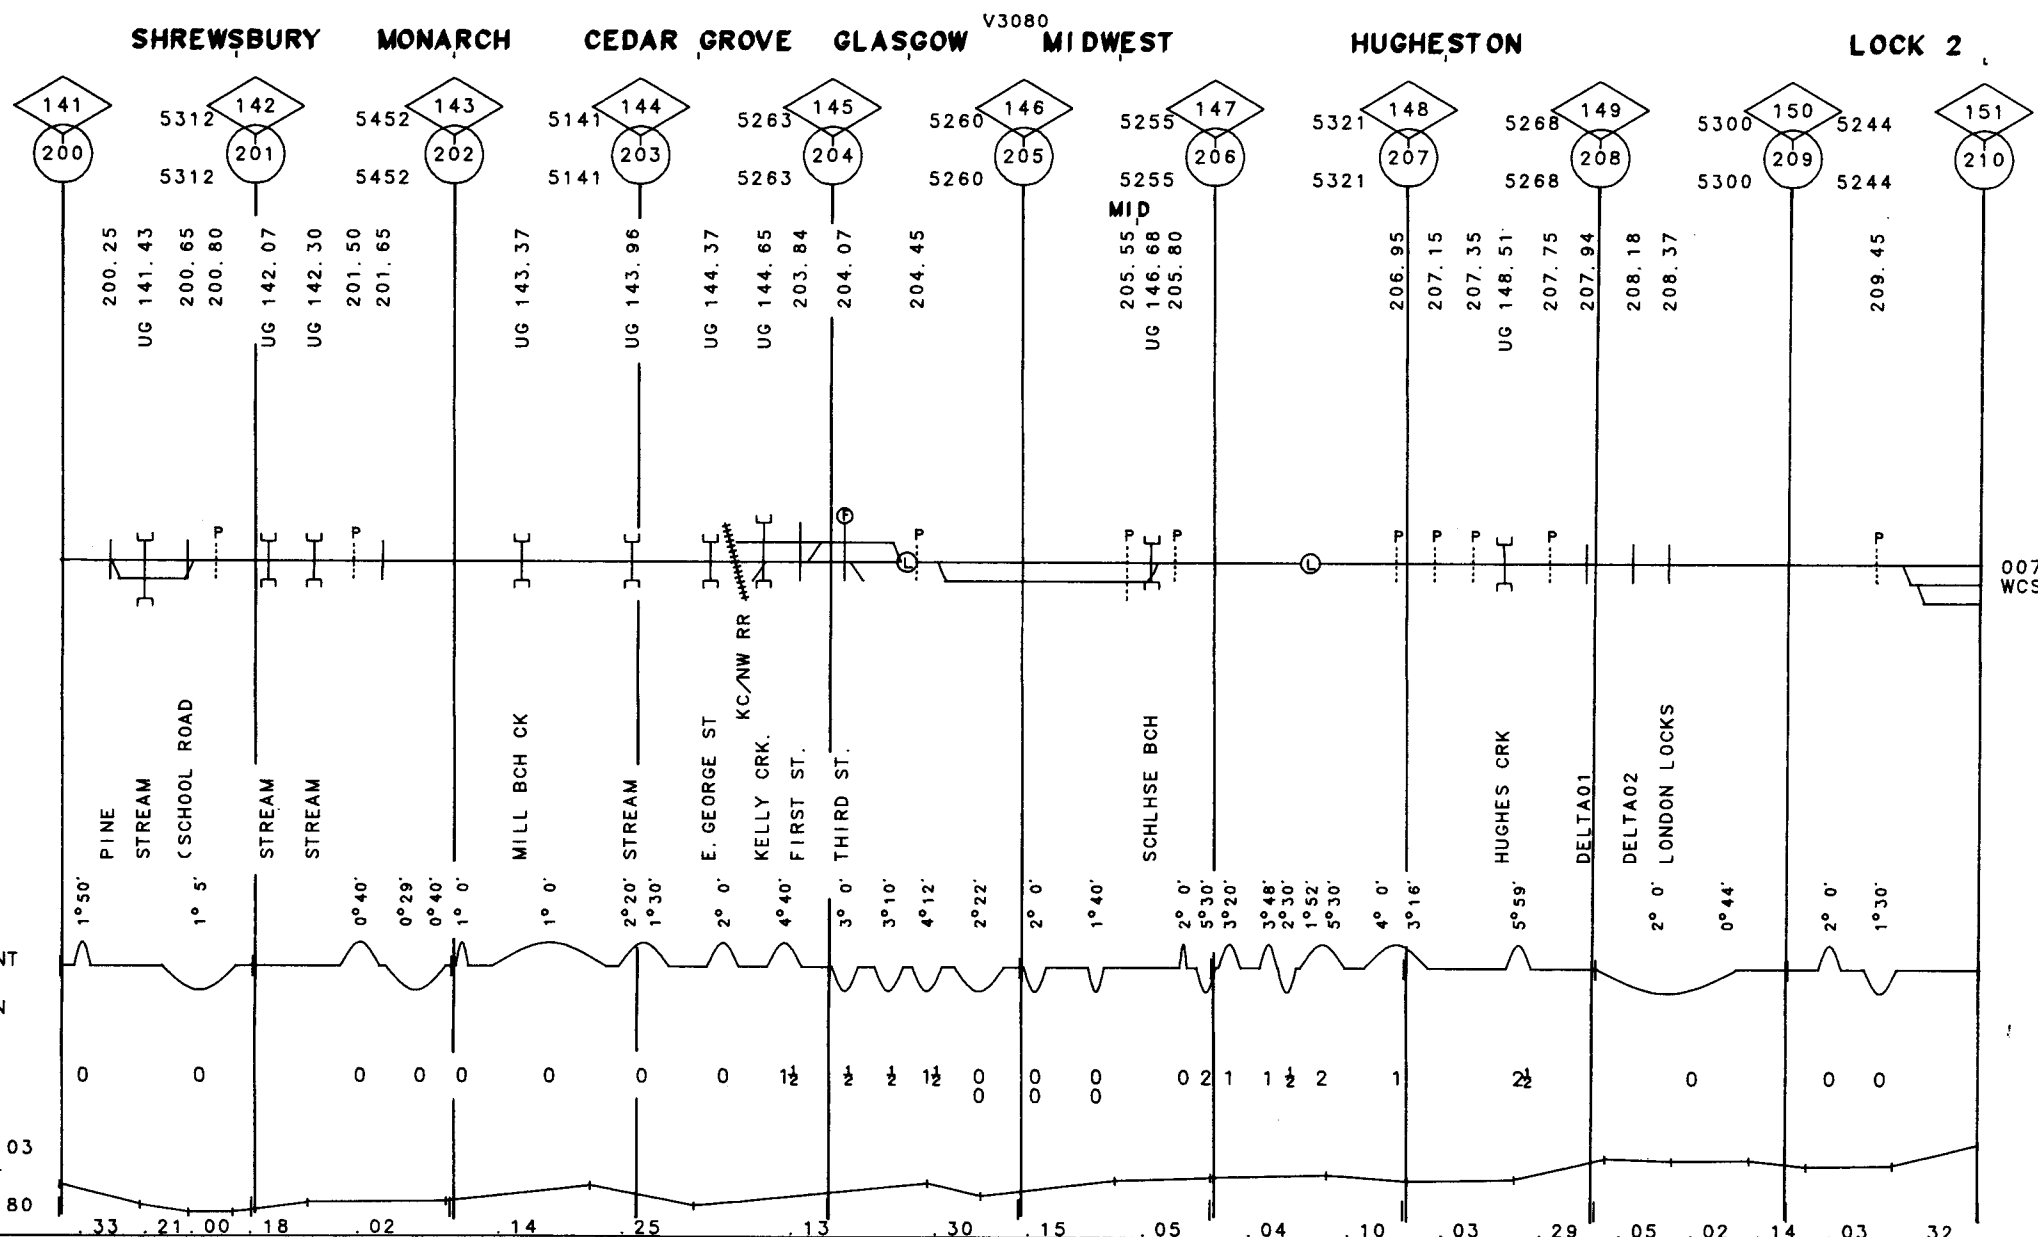 V3080
SHREWSBURY MONARCH CEDAR GROVE GLASGOW MIDWEST HUGHESTON LOCK 2
141 142 143 144 145 146 147 148 149 150 151
5312 5452 5141 5263 5260 5255 5321 5268 5300 5244
200 201 202 203 204 205 206 207 208 209 210
5312 5452 5141 5263 5260 5255 5321 5268 5300 5244
MID
200.25
UG 141.43
200.65
200.80
UG 142.07
UG 142.30
201.50
201.65
UG 143.37
UG 143.96
UG 144.37
UG 144.65
203.84
204.07
204.45
205.55
UG 146.68
205.80
206.95
207.15
207.35
UG 148.51
207.75
207.94
208.18
208.37
209.45
F
P P P P P P P P P P
L L
007
WCS
KC/NW RR
PINE
STREAM
(SCHOOL ROAD
STREAM
STREAM
MILL BCH CK
STREAM
E. GEORGE ST
KELLY CRK.
FIRST ST.
THIRD ST.
SCHLHSE BCH
HUGHES CRK
DELTA01
DELTA02
LONDON LOCKS
1°50'
1° 5'
0°40'
0°29'
0°40'
1° 0'
1° 0'
2°20'
1°30'
2° 0'
4°40'
3° 0'
3°10'
4°12'
2°22'
2° 0'
1°40'
2° 0'
5°30'
3°20'
3°48'
2°30'
1°52'
5°30'
4° 0'
3°16'
5°59'
2° 0'
0°44'
2° 0'
1°30'
NT
N
0 0 0 0 0 0 0 0 1½ ½ ½ 1½ 0 0 0 0 2 1 1 ½ 2 1 2½ 0 0 0
0 0 0
03
80
.33 .21 .00 .18 .02 .14 .25 .13 .30 .15 .05 .04 .10 .03 .29 .05 .02 .14 .03 .32